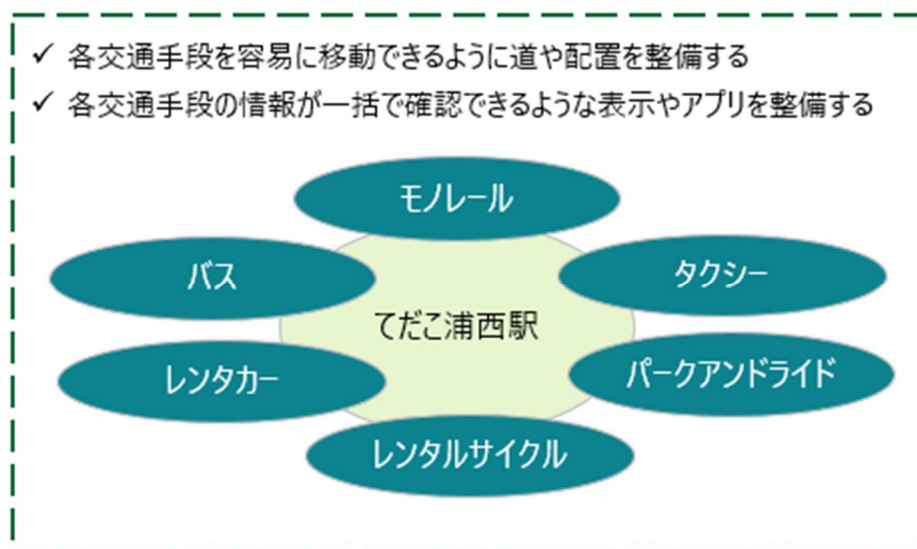 ✓ 各交通手段を容易に移動できるように道や配置を整備する
✓ 各交通手段の情報が一括で確認できるような表示やアプリを整備する
モノレール
バス
タクシー
てだこ浦西駅
レンタカー
パークアンドライド
レンタルサイクル